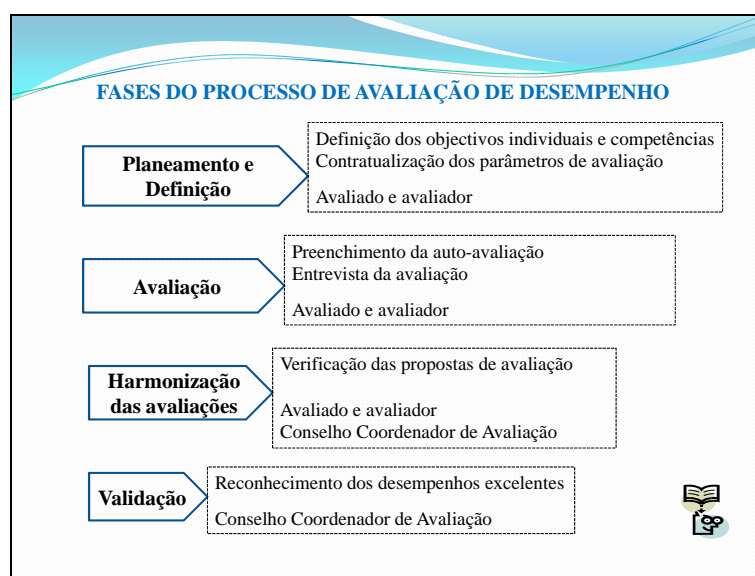 FASES DO PROCESSO DE AVALIAÇÃO DE DESEMPENHO
Planeamento e
Definição
Definição dos objectivos individuais e competências
Contratualização dos parâmetros de avaliação
Avaliado e avaliador
Avaliação
Preenchimento da auto-avaliação
Entrevista da avaliação
Avaliado e avaliador
Harmonização
das avaliações
Verificação das propostas de avaliação
Avaliado e avaliador
Conselho Coordenador de Avaliação
Validação
Reconhecimento dos desempenhos excelentes
Conselho Coordenador de Avaliação